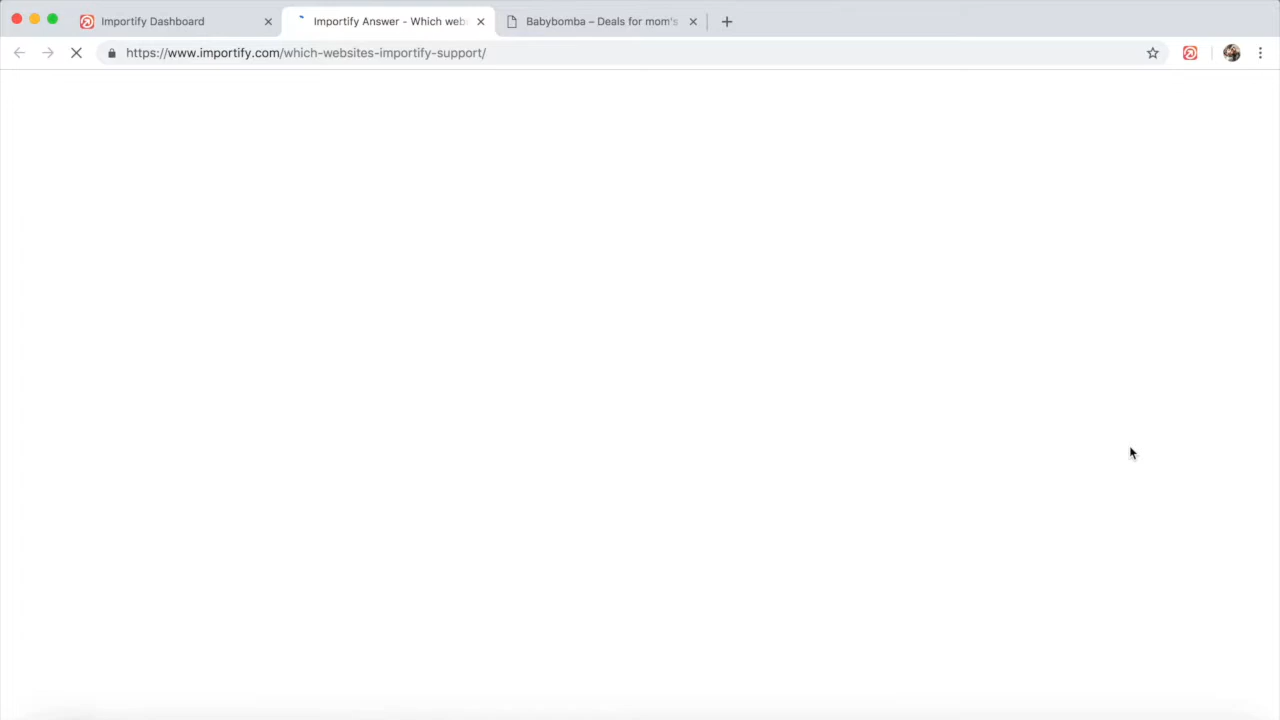 Importify Dashboard
Importify Answer - Which web
Babybomba – Deals for mom's
https://www.importify.com/which-websites-importify-support/